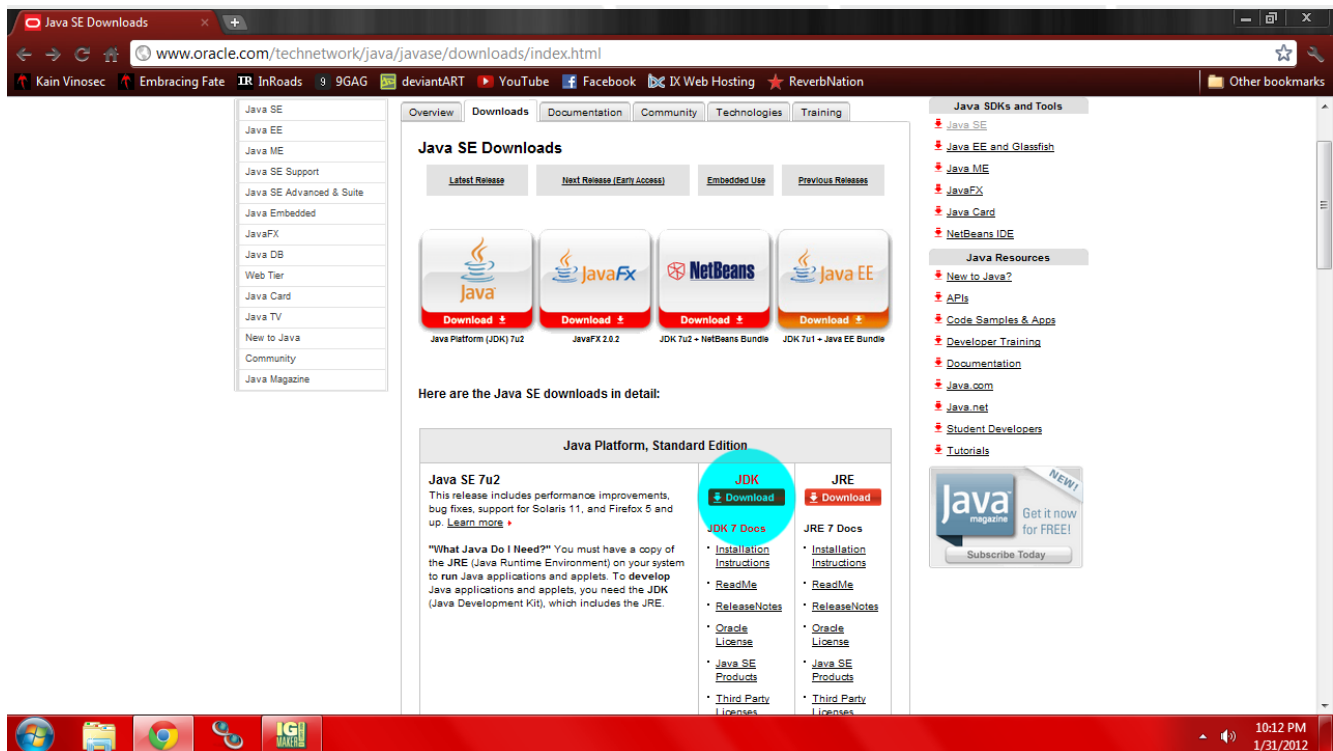 Java SE Downloads
www.oracle.com/technetwork/java/javase/downloads/index.html
Kain Vinosec Embracing Fate IR InRoads 9 9GAG deviantART YouTube Facebook IX Web Hosting ReverbNation Other bookmarks
Java SE
Java EE
Java ME
Java SE Support
Java SE Advanced & Suite
Java Embedded
JavaFX
Java DB
Web Tier
Java Card
Java TV
New to Java
Community
Java Magazine
Overview Downloads Documentation Community Technologies Training
Java SE Downloads
Latest Release Next Release (Early Access) Embedded Use Previous Releases
Java JavaFX NetBeans Java EE
Download Download Download Download
Java Platform (JDK) 7u2 JavaFX 2.0.2 JDK 7u2 + NetBeans Bundle JDK 7u1 + Java EE Bundle
Here are the Java SE downloads in detail:
Java Platform, Standard Edition
Java SE 7u2
This release includes performance improvements,
bug fixes, support for Solaris 11, and Firefox 5 and
up. Learn more
"What Java Do I Need?" You must have a copy of
the JRE (Java Runtime Environment) on your system
to run Java applications and applets. To develop
Java applications and applets, you need the JDK
(Java Development Kit), which includes the JRE.
JDK
Download
JDK 7 Docs
Installation
Instructions
ReadMe
ReleaseNotes
Oracle
License
Java SE
Products
Third Party
Licenses
JRE
Download
JRE 7 Docs
Installation
Instructions
ReadMe
ReleaseNotes
Oracle
License
Java SE
Products
Third Party
Licenses
Java SDKs and Tools
Java SE
Java EE and Glassfish
Java ME
JavaFX
Java Card
NetBeans IDE
Java Resources
New to Java?
APIs
Code Samples & Apps
Developer Training
Documentation
Java.com
Java.net
Student Developers
Tutorials
NEW!
Java
magazine
Get it now
for FREE!
Subscribe Today
IG!
MAKER
10:12 PM
1/31/2012